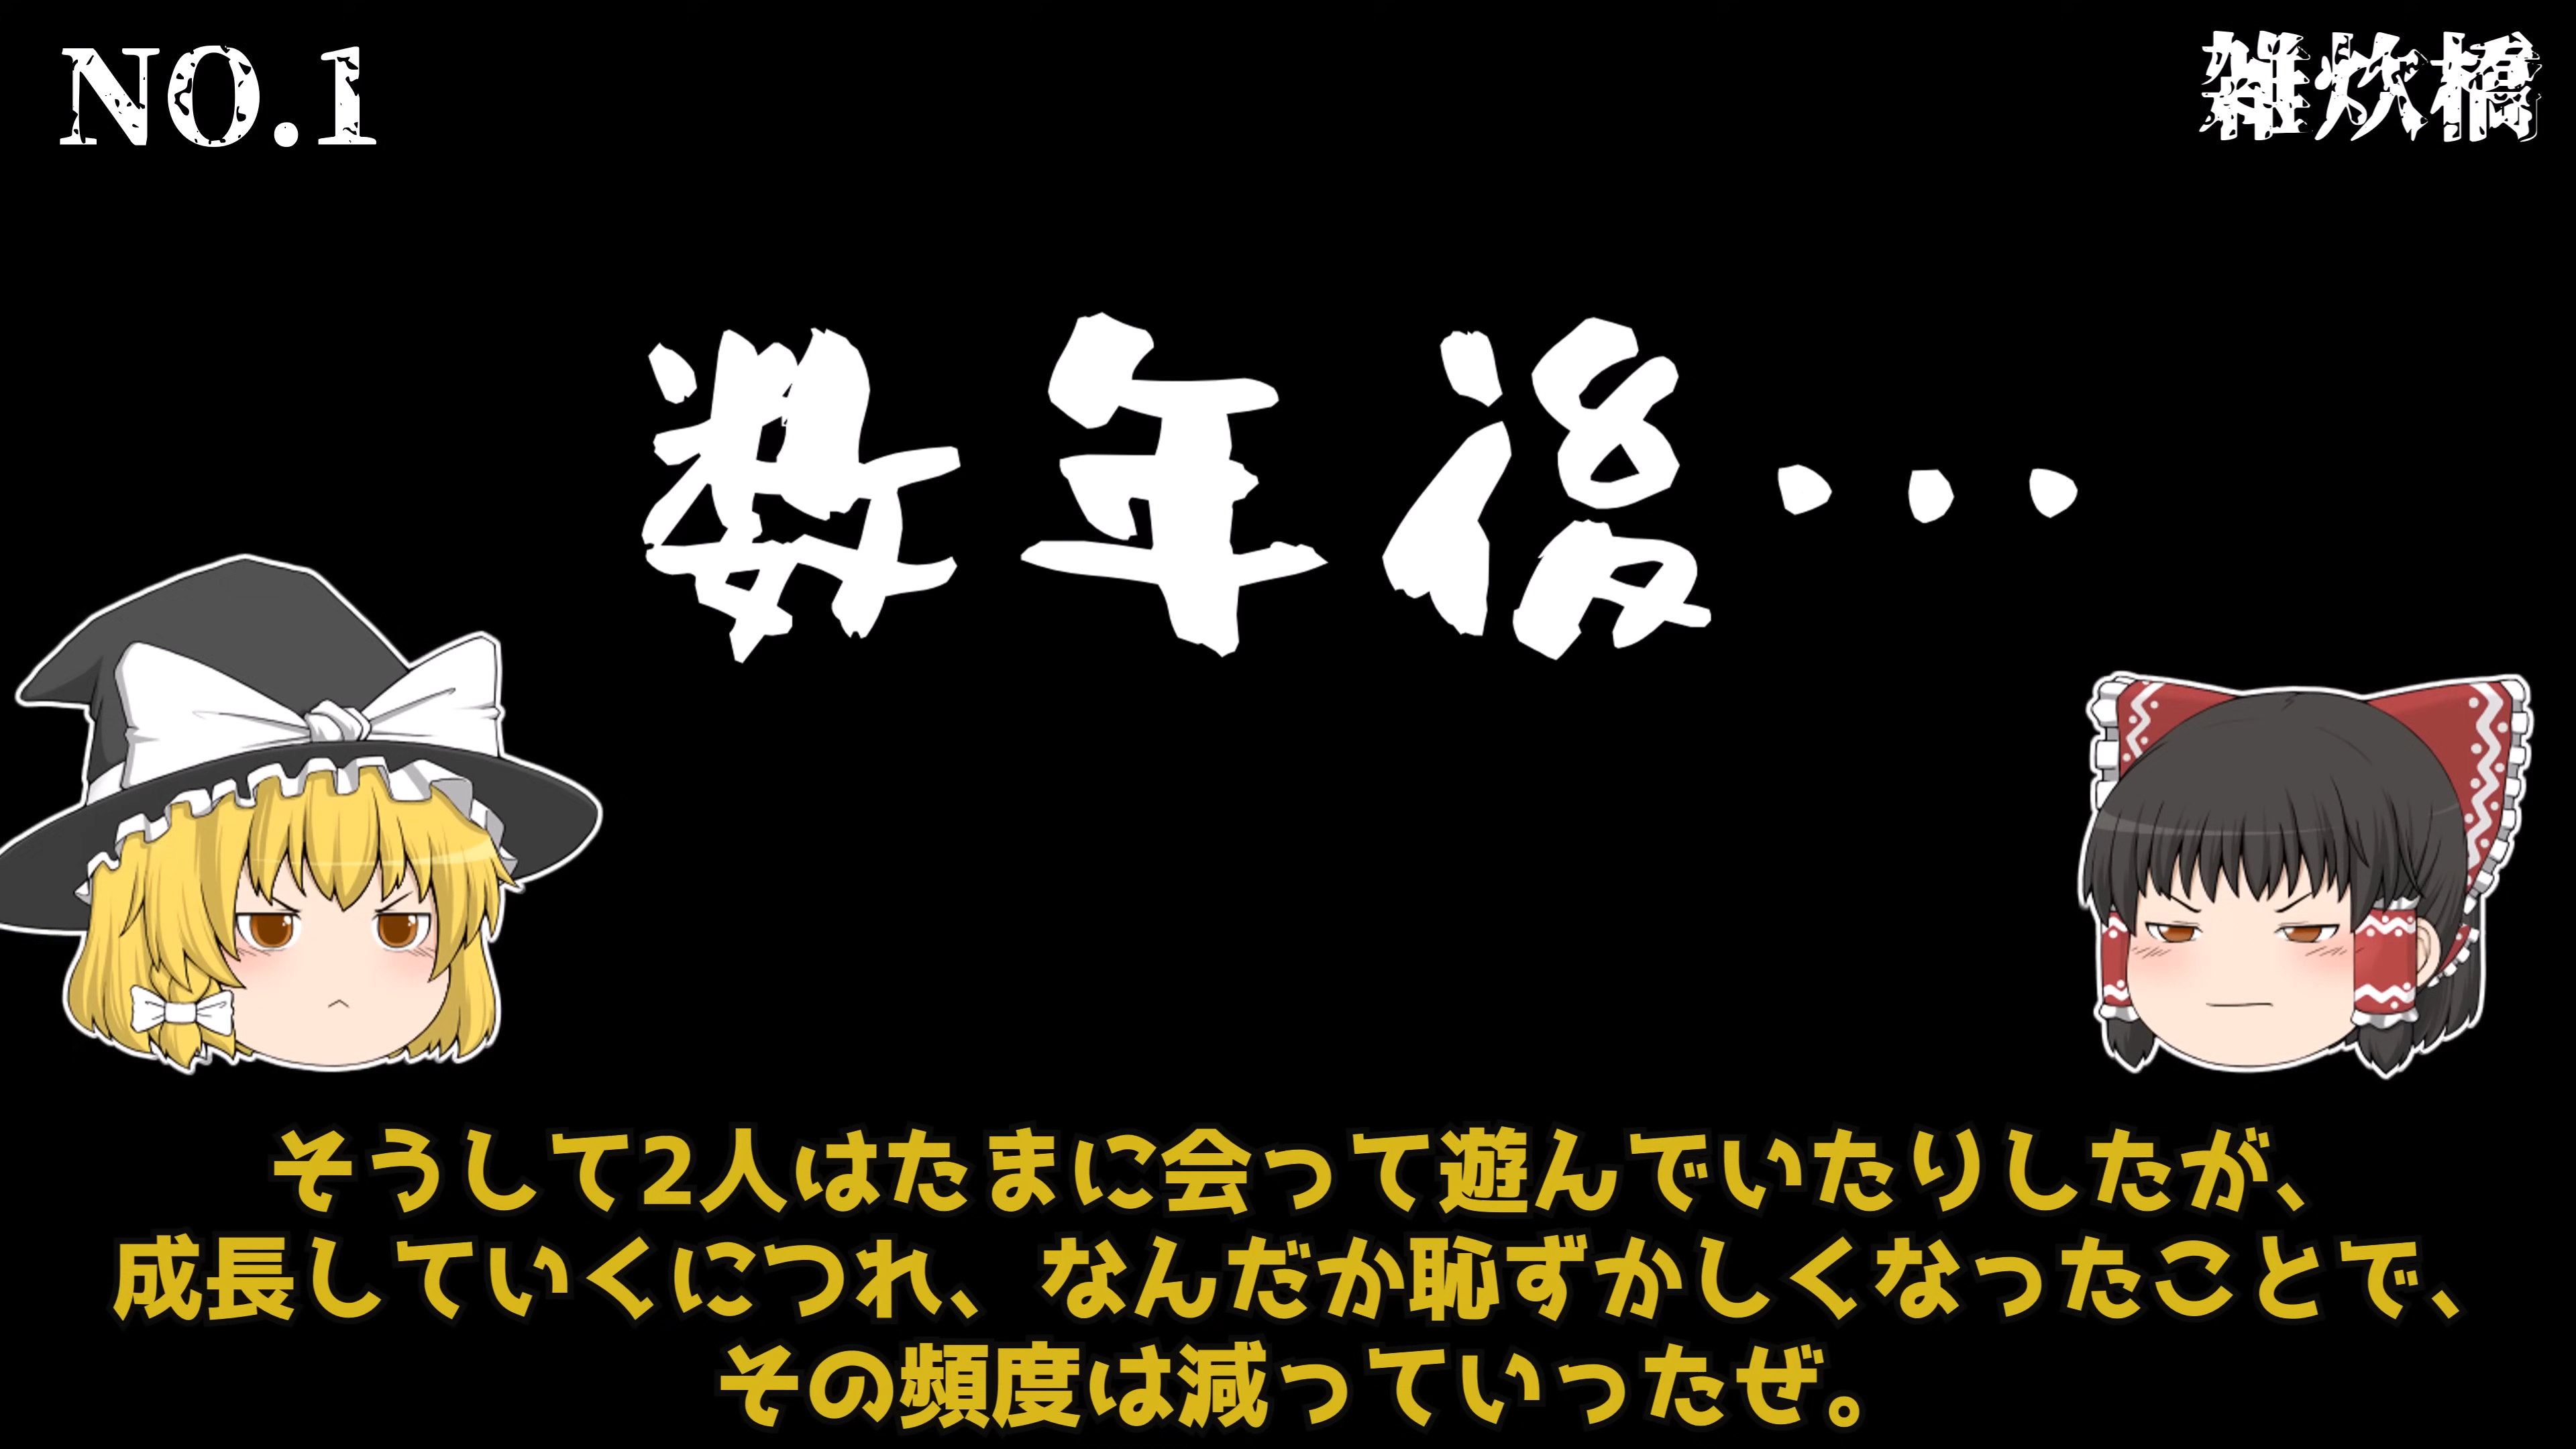 NO.1
雑炊橋
数年後・・・
そうして2人はたまに会って遊んでいたりしたが、
成長していくにつれ、なんだか恥ずかしくなったことで、
その頻度は減っていったぜ。